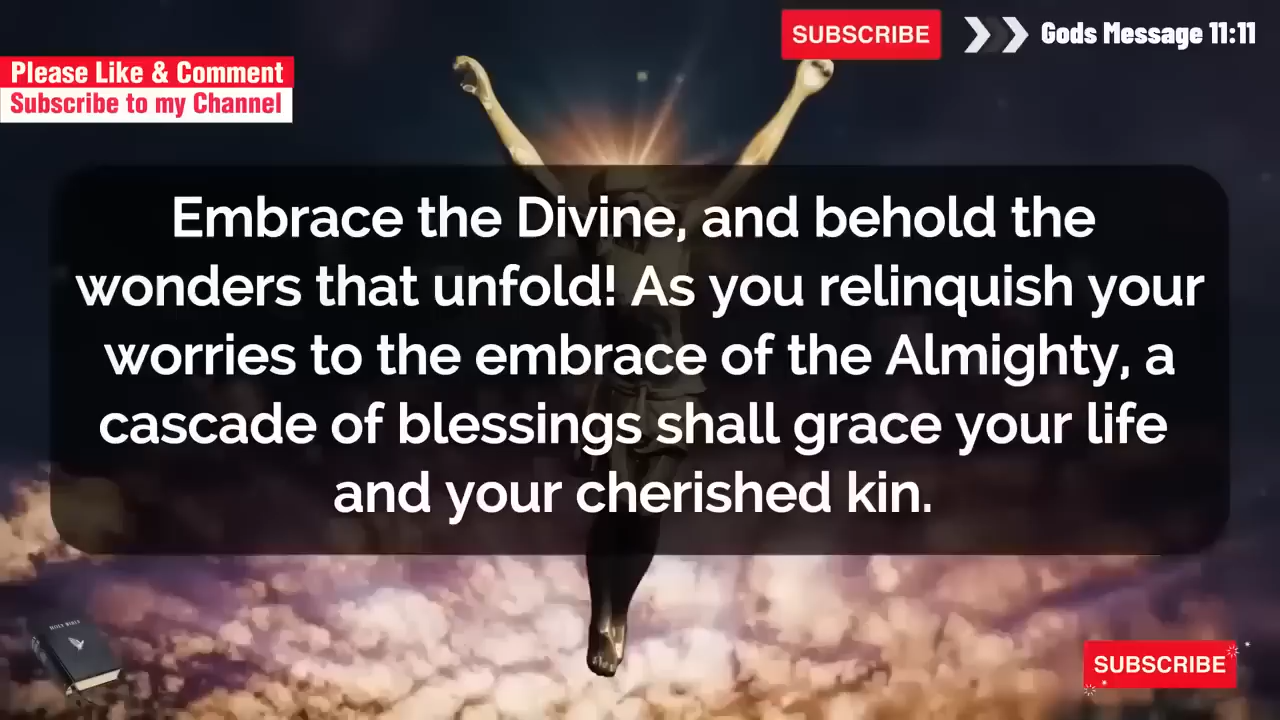 SUBSCRIBE
Gods Message 11:11
Please Like & Comment
Subscribe to my Channel
Embrace the Divine, and behold the
wonders that unfold! As you relinquish your
worries to the embrace of the Almighty, a
cascade of blessings shall grace your life
and your cherished kin.
HOLY BIBLE
SUBSCRIBE